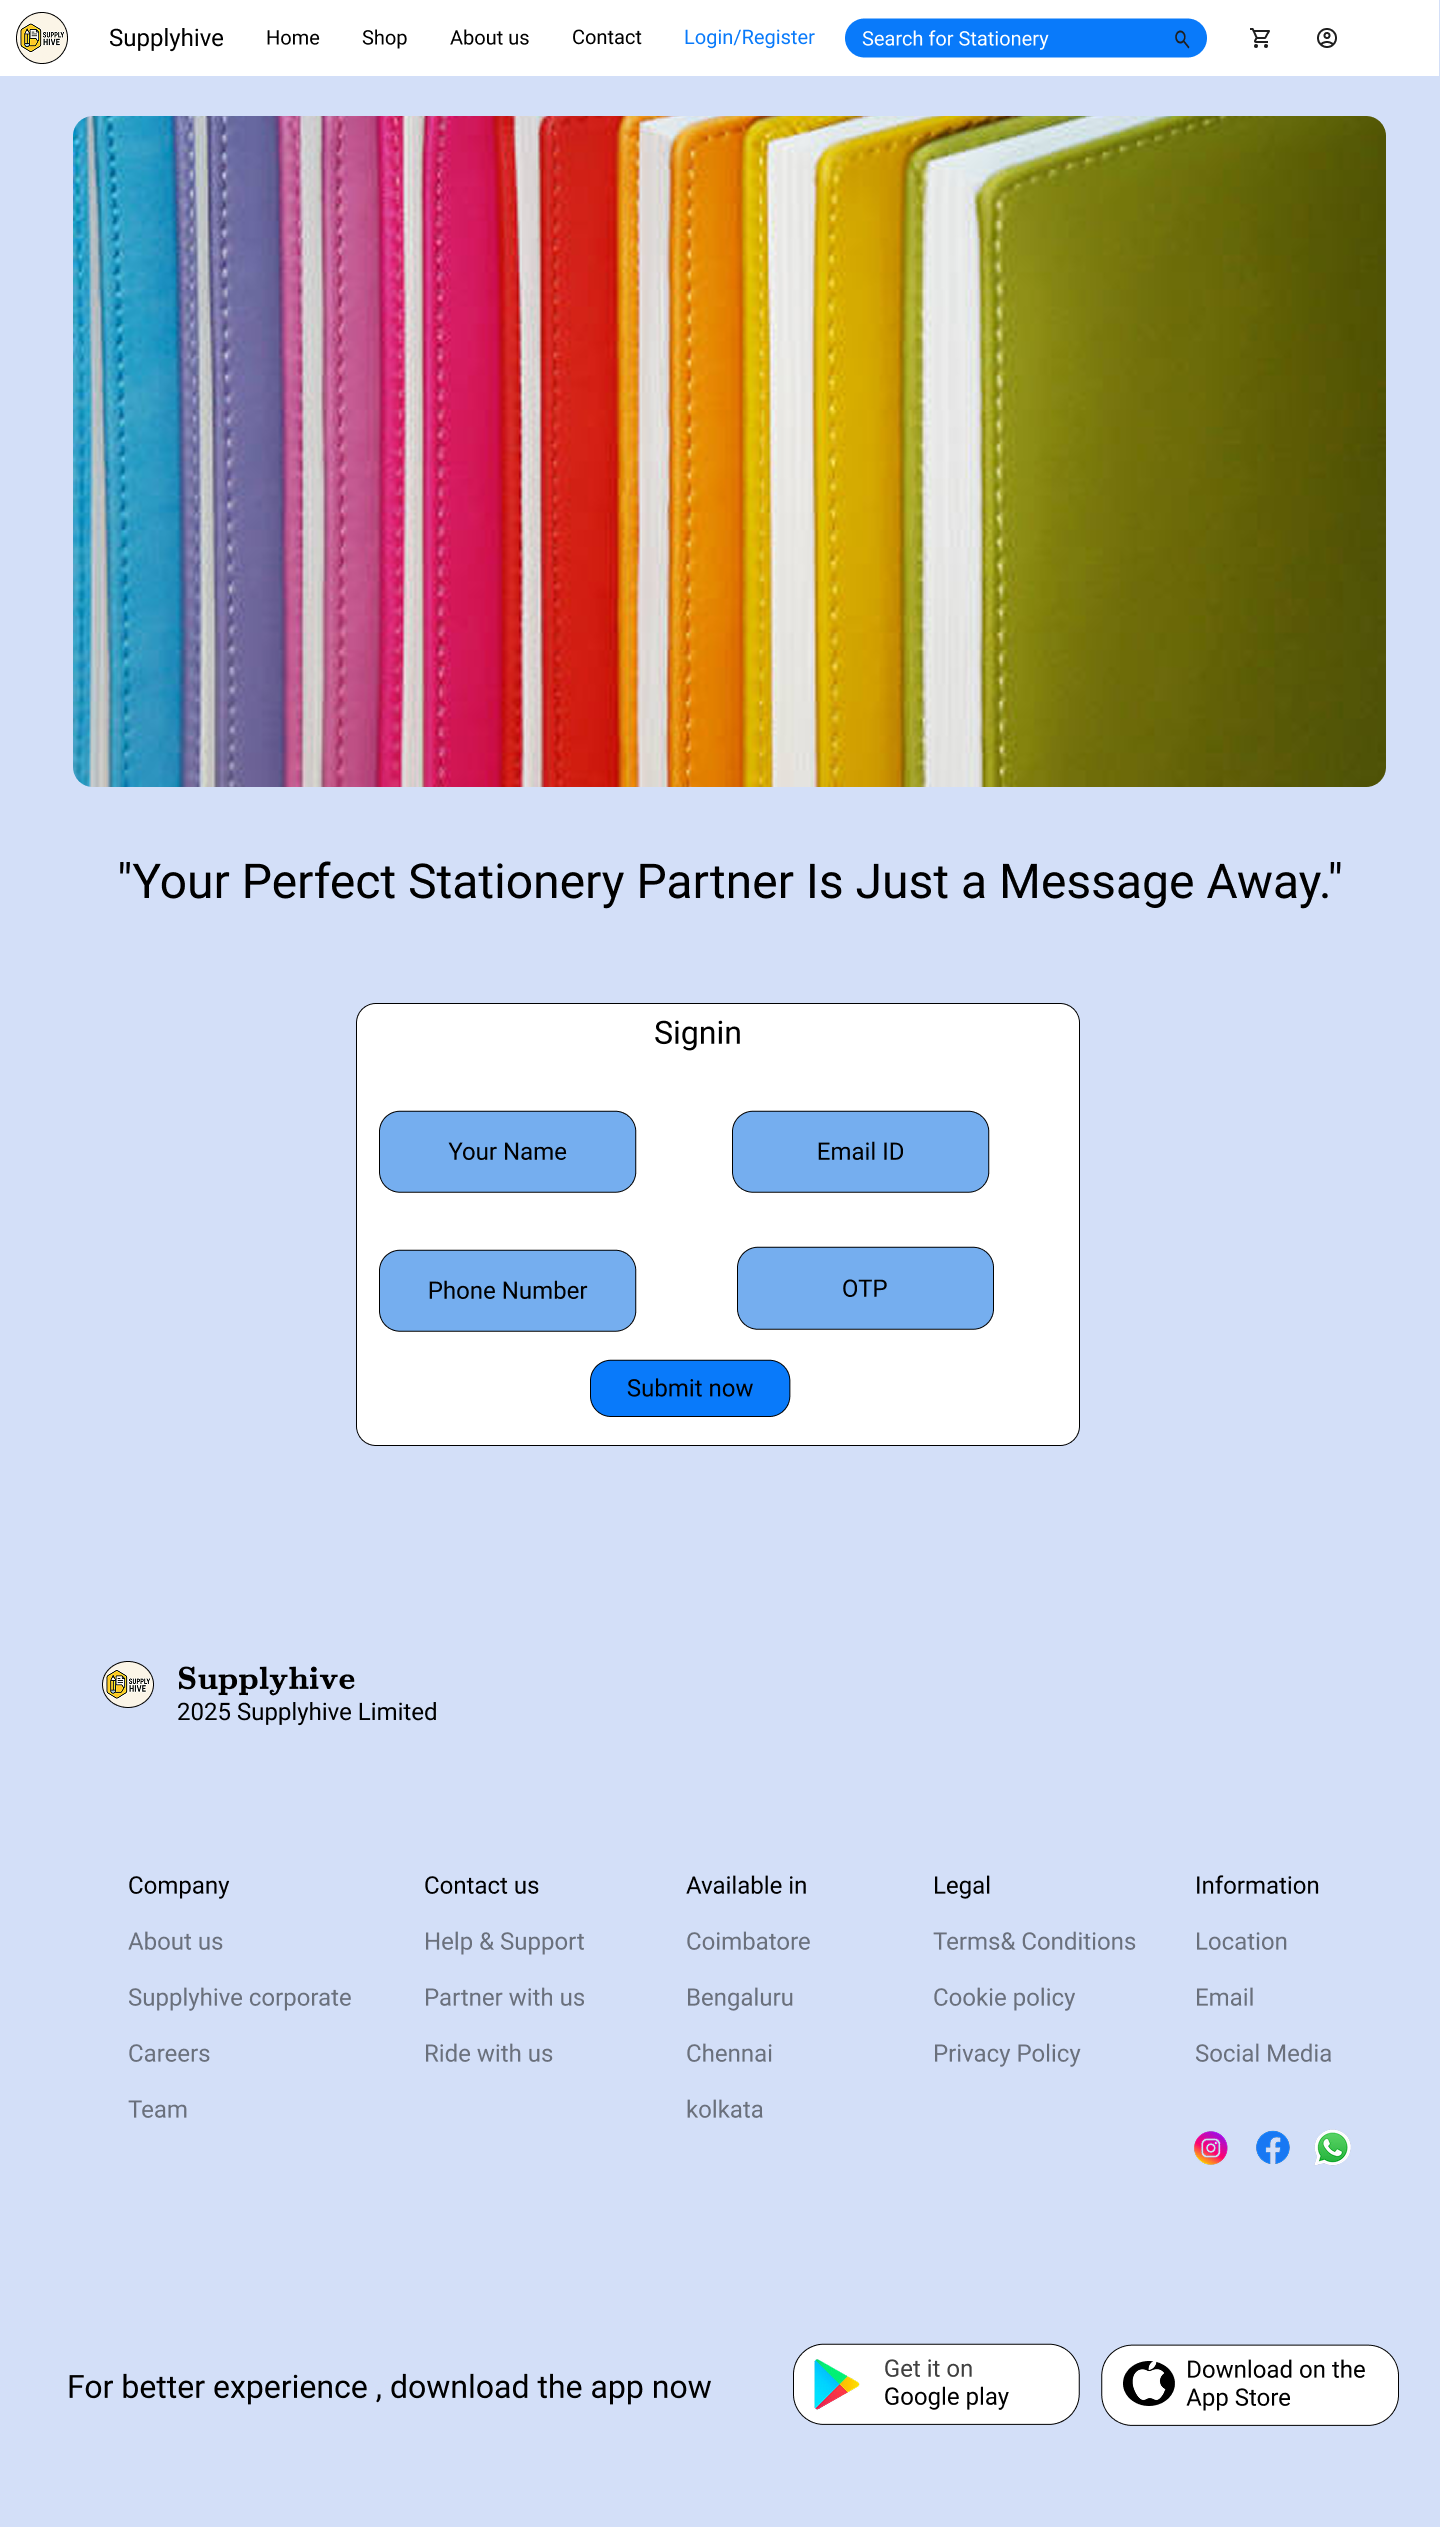 SUPPLY
HIVE
Supplyhive
Home
Shop
About us
Contact
Login/Register
Search for Stationery
"Your Perfect Stationery Partner Is Just a Message Away."
Signin
Your Name
Email ID
Phone Number
OTP
Submit now
SUPPLY
HIVE
Supplyhive
2025 Supplyhive Limited
Company
About us
Supplyhive corporate
Careers
Team
Contact us
Help & Support
Partner with us
Ride with us
Available in
Coimbatore
Bengaluru
Chennai
kolkata
Legal
Terms& Conditions
Cookie policy
Privacy Policy
Information
Location
Email
Social Media
For better experience , download the app now
Get it on
Google play
Download on the
App Store